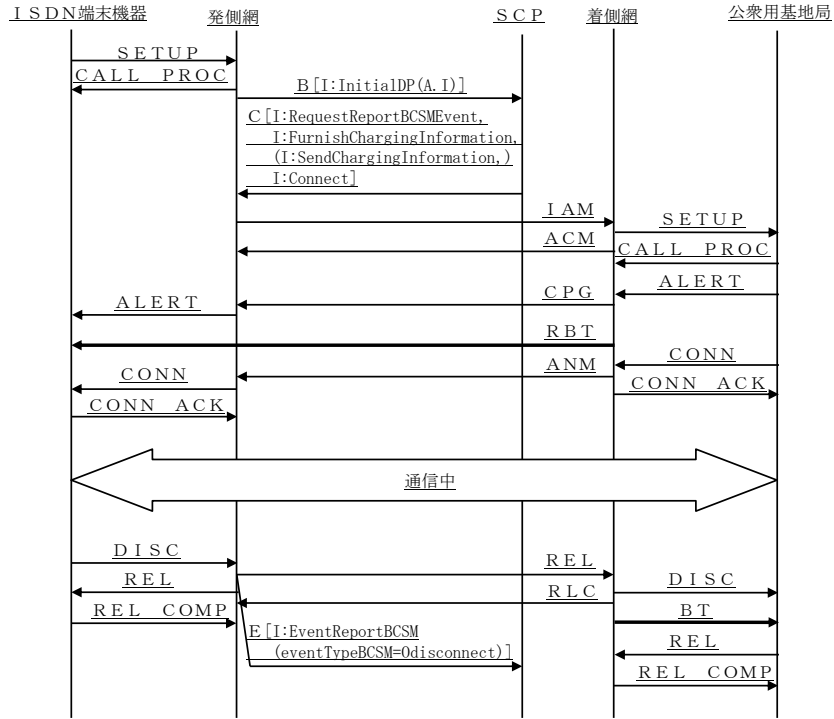 ＩＳＤＮ端末機器 発側網 ＳＣＰ 着側網 公衆用基地局
ＳＥＴＵＰ
ＣＡＬＬ ＰＲＯＣ
Ｂ[I:InitialDP(A.I)]
Ｃ[I:RequestReportBCSMEvent,
I:FurnishChargingInformation,
(I:SendChargingInformation,)
I:Connect]
ＩＡＭ
ＳＥＴＵＰ
ＡＣＭ
ＣＡＬＬ ＰＲＯＣ
ＡＬＥＲＴ
ＣＰＧ
ＡＬＥＲＴ
ＲＢＴ
ＣＯＮＮ
ＡＮＭ
ＣＯＮＮ
ＣＯＮＮ ＡＣＫ
ＣＯＮＮ ＡＣＫ
通信中
ＤＩＳＣ
ＲＥＬ
ＲＥＬ
ＤＩＳＣ
ＲＬＣ
ＲＥＬ ＣＯＭＰ
ＢＴ
Ｅ[I:EventReportBCSM
(eventTypeBCSM=Odisconnect)]
ＲＥＬ
ＲＥＬ ＣＯＭＰ